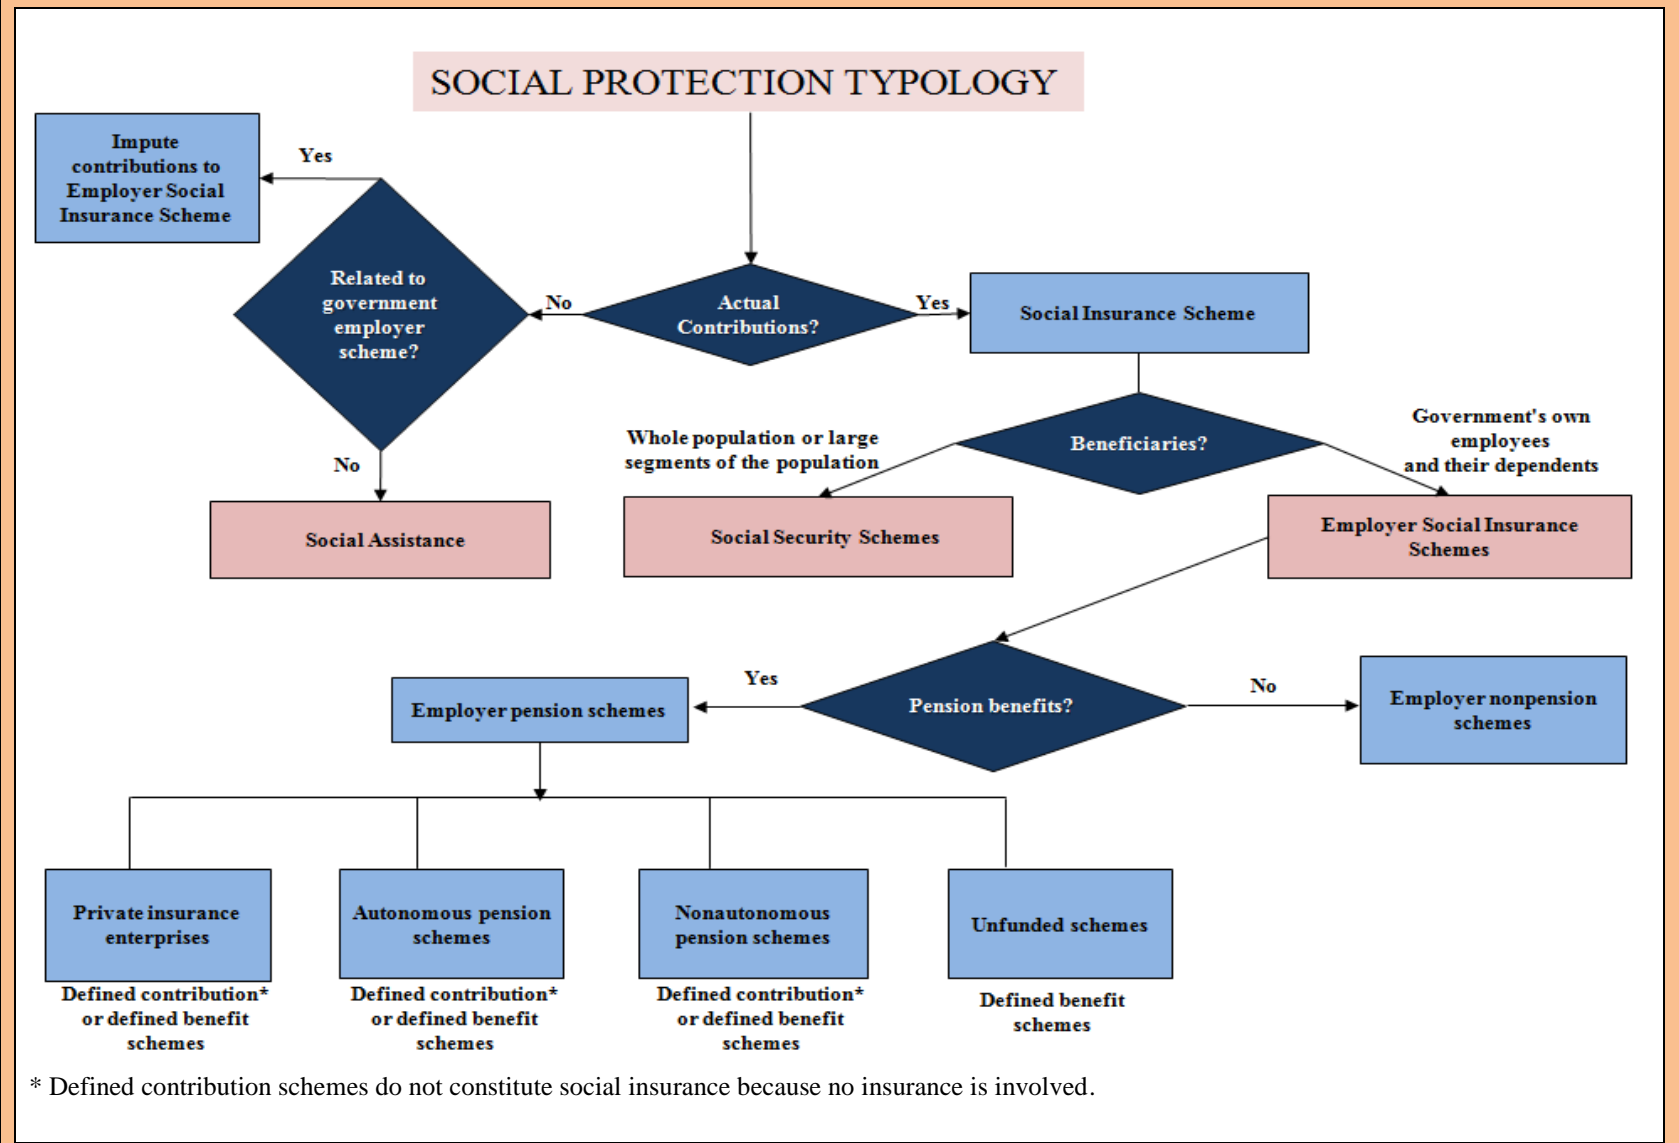 SOCIAL PROTECTION TYPOLOGY
Impute
contributions to
Employer Social
Insurance Scheme
Yes
Related to
government
employer
scheme?
No
Actual
Contributions?
Yes
Social Insurance Scheme
Whole population or large
segments of the population
Beneficiaries?
Government's own
employees
and their dependents
No
Social Assistance
Social Security Schemes
Employer Social Insurance
Schemes
Yes
Employer pension schemes
Pension benefits?
No
Employer nonpension
schemes
Private insurance
enterprises
Autonomous pension
schemes
Nonautonomous
pension schemes
Unfunded schemes
Defined contribution*
or defined benefit
schemes
Defined contribution*
or defined benefit
schemes
Defined contribution*
or defined benefit
schemes
Defined benefit
schemes
* Defined contribution schemes do not constitute social insurance because no insurance is involved.